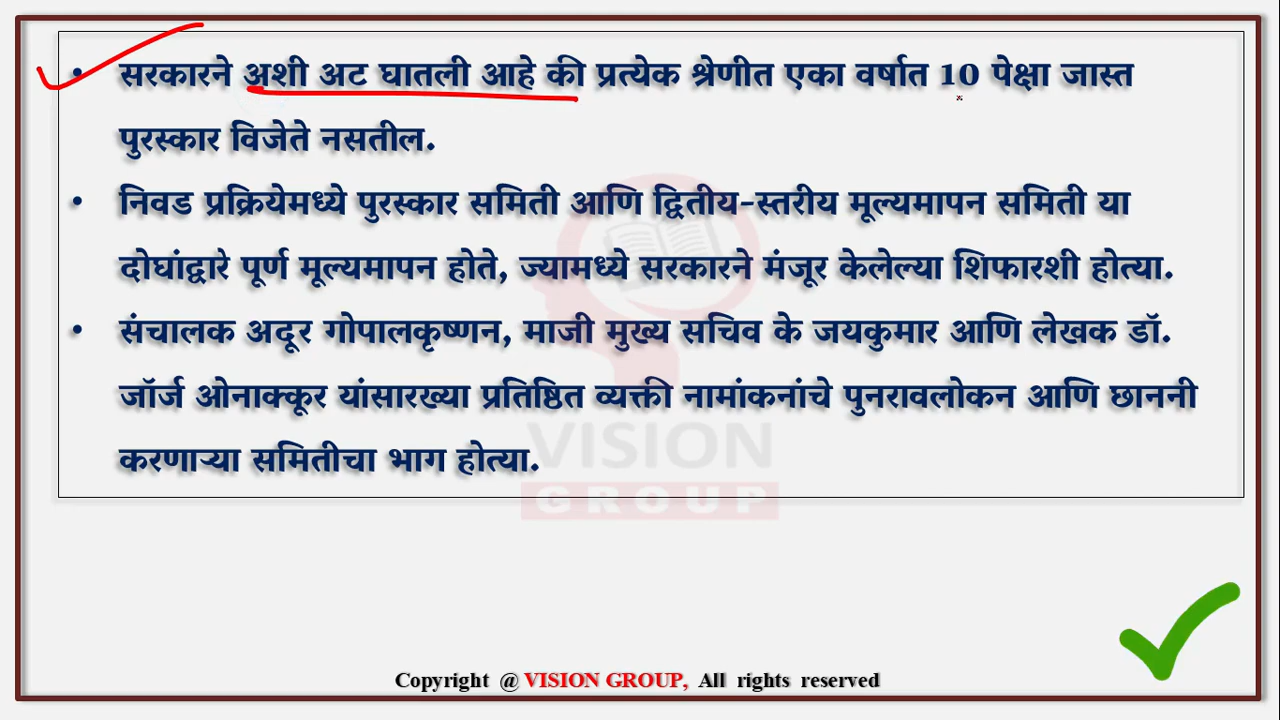 • सरकारने अशी अट घातली आहे की प्रत्येक श्रेणीत एका वर्षात 10 पेक्षा जास्त
पुरस्कार विजेते नसतील.
• निवड प्रक्रियेमध्ये पुरस्कार समिती आणि द्वितीय-स्तरीय मूल्यमापन समिती या
दोघांद्वारे पूर्ण मूल्यमापन होते, ज्यामध्ये सरकारने मंजूर केलेल्या शिफारशी होत्या.
• संचालक अदूर गोपालकृष्णन, माजी मुख्य सचिव के जयकुमार आणि लेखक डॉ.
जॉर्ज ओनाक्कूर यांसारख्या प्रतिष्ठित व्यक्ती नामांकनांचे पुनरावलोकन आणि छाननी
करणाऱ्या समितीचा भाग होत्या.
VISION
GROUP
Copyright @ VISION GROUP, All rights reserved